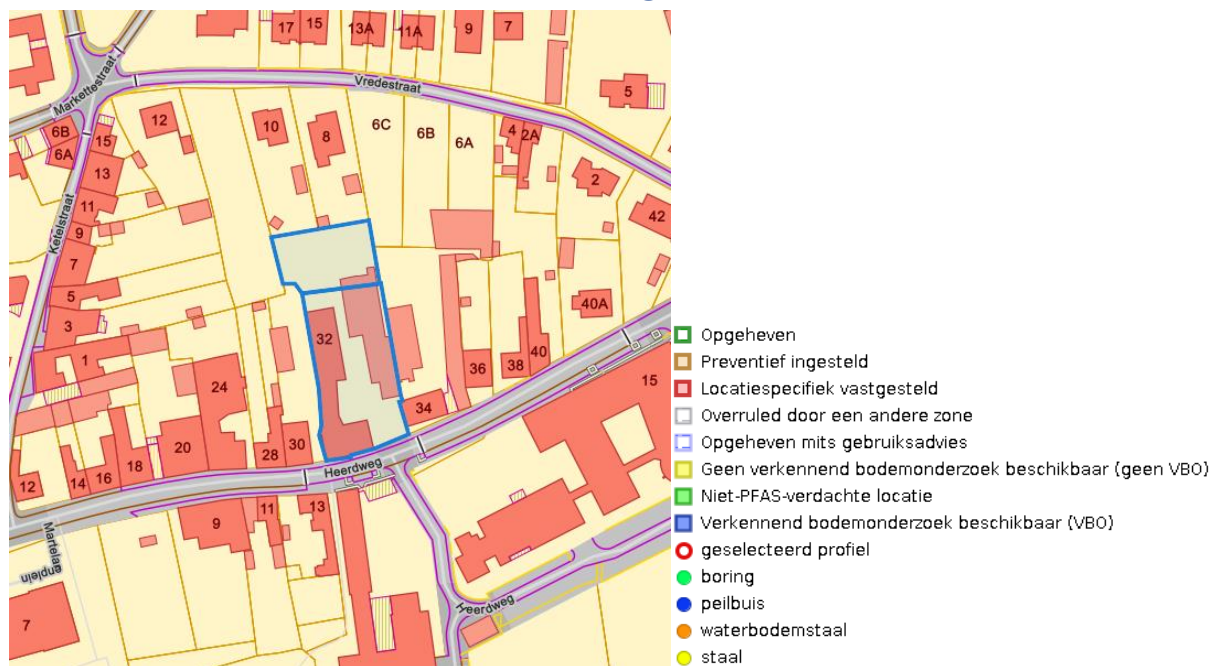 17
15
13A
11A
9
7
Markettestraat
Vredestraat
5
6B
6A
15
12
10
8
6C
6B
6A
4
2A
13
2
11
42
Ketelstraat
9
7
5
3
40A
32
1
24
36
38
40
15
34
20
28
30
18
16
14
12
Heerdweg
9
11
13
Martelaa
enplein
7
Heerdweg
Opgeheven
Preventief ingesteld
Locatiespecifiek vastgesteld
Overruled door een andere zone
Opgeheven mits gebruiksadvies
Geen verkennend bodemonderzoek beschikbaar (geen VBO)
Niet-PFAS-verdachte locatie
Verkennend bodemonderzoek beschikbaar (VBO)
geselecteerd profiel
boring
peilbuis
waterbodemstaal
staal